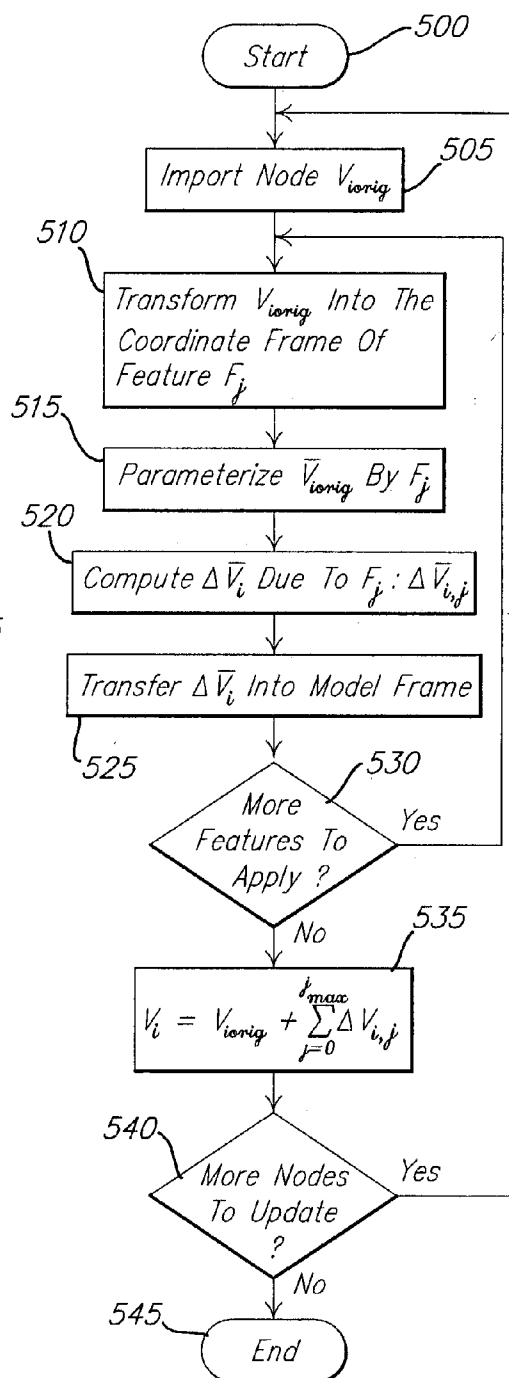 500
Start
505
Import Node V_iorig
510
Transform V_iorig Into The
Coordinate Frame Of
Feature F_j
515
Parameterize V̄_iorig By F_j
520
Compute ΔV̄_i Due To F_j : ΔV̄_i,j
Transfer ΔV̄_i Into Model Frame
525
530
More
Features To
Apply ?
Yes
No
535
V_i = V_iorig + Σ_{j=0}^{j_max} ΔV_i,j
540
More Nodes
To Update
?
Yes
No
545
End